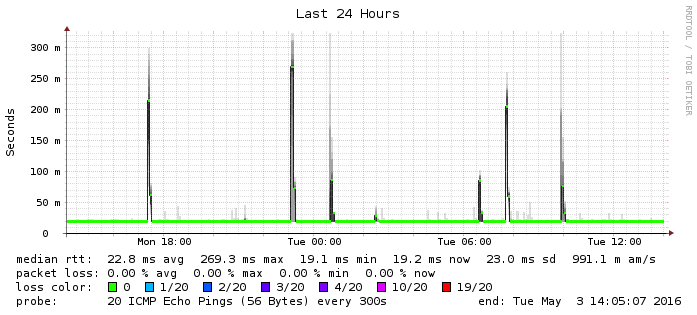 Last 24 Hours
RRDTOOL / TOBI OETIKER
Seconds
300 m
250 m
200 m
150 m
100 m
50 m
0
Mon 18:00 Tue 00:00 Tue 06:00 Tue 12:00
median rtt: 22.8 ms avg 269.3 ms max 19.1 ms min 19.2 ms now 23.0 ms sd 991.1 m am/s
packet loss: 0.00 % avg 0.00 % max 0.00 % min 0.00 % now
loss color: 0 1/20 2/20 3/20 4/20 10/20 19/20
probe: 20 ICMP Echo Pings (56 Bytes) every 300s end: Tue May 3 14:05:07 2016